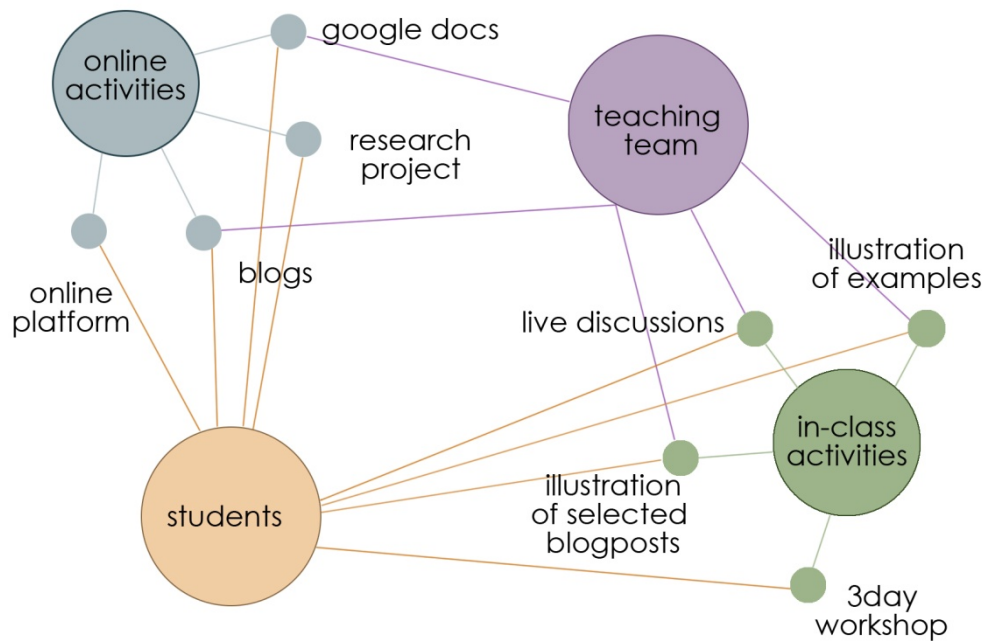 google docs
online
activities
teaching
team
research
project
blogs
illustration
of examples
online
platform
live discussions
in-class
activities
illustration
of selected
blogposts
students
3day
workshop